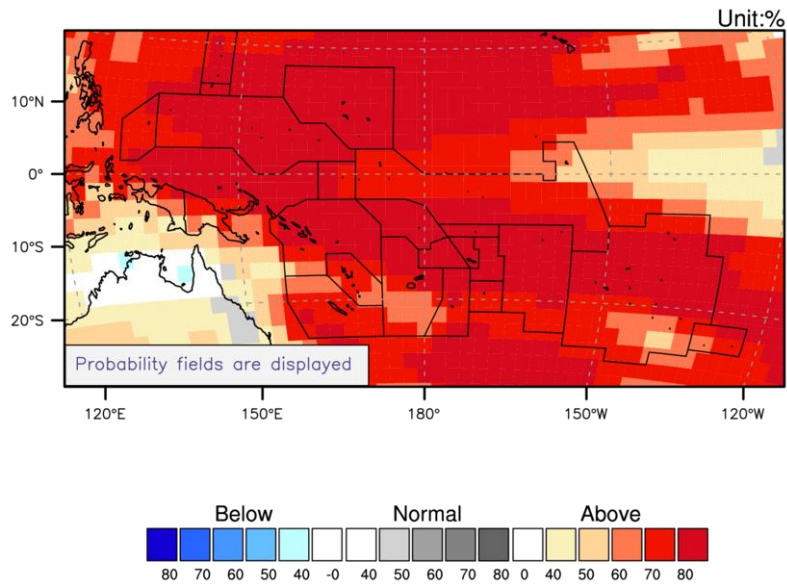 Unit:%
10°N
0°
10°S
20°S
Probability fields are displayed
120°E 150°E 180° 150°W 120°W
Below Normal Above
80 70 60 50 40 -0 40 50 60 70 80 0 40 50 60 70 80